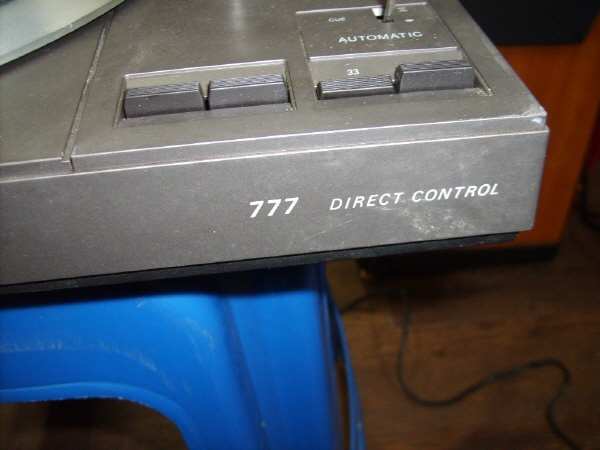 CUE
AUTOMATIC
33
777 DIRECT CONTROL